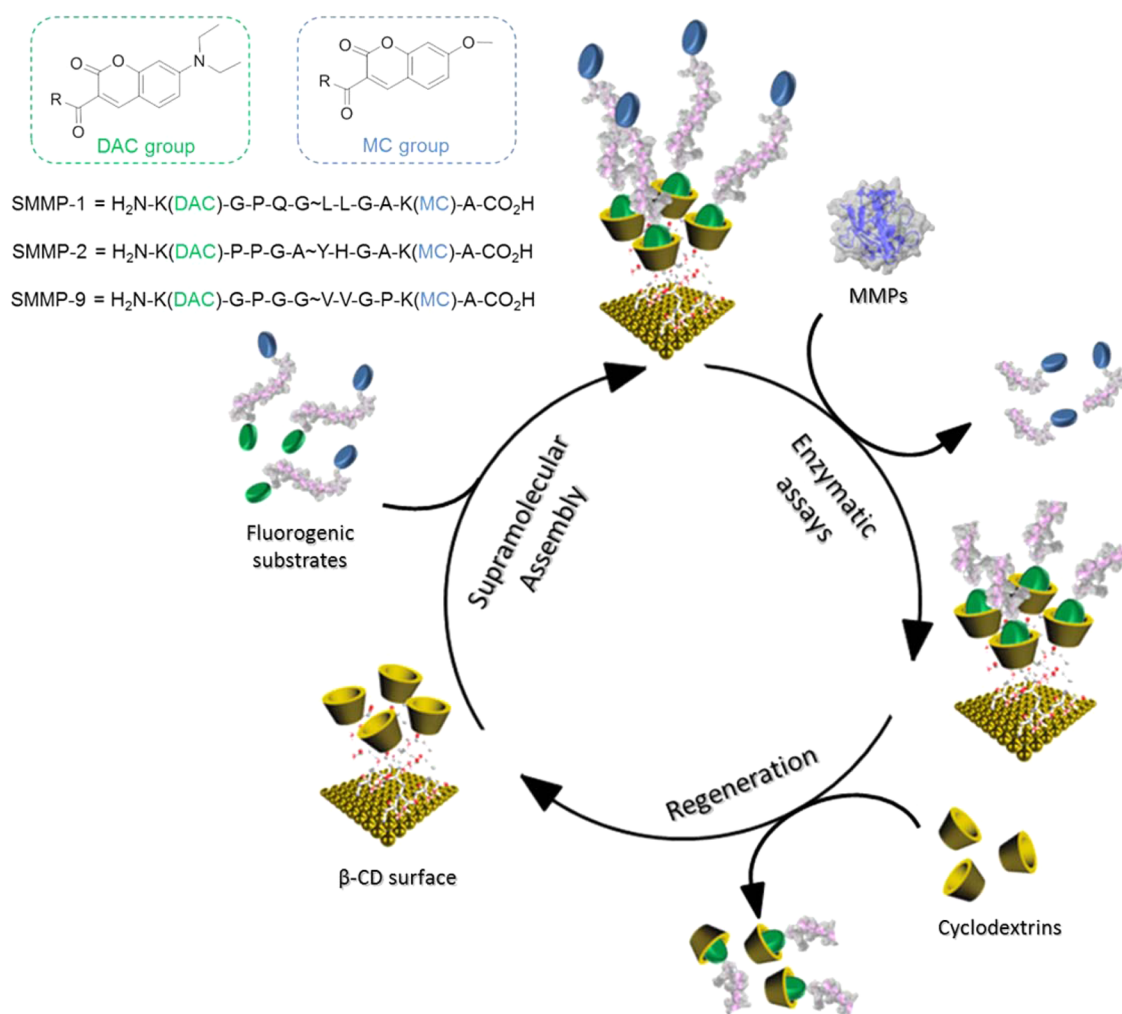 O
O
N
R
O
DAC group
O
O
O
R
O
MC group
SMMP-1 = H₂N-K(DAC)-G-P-Q-G~L-L-G-A-K(MC)-A-CO₂H
SMMP-2 = H₂N-K(DAC)-P-P-G-A~Y-H-G-A-K(MC)-A-CO₂H
SMMP-9 = H₂N-K(DAC)-G-P-G-G~V-V-G-P-K(MC)-A-CO₂H
MMPs
Fluorogenic
substrates
Supramolecular
Assembly
Enzymatic
assays
Regeneration
β-CD surface
Cyclodextrins